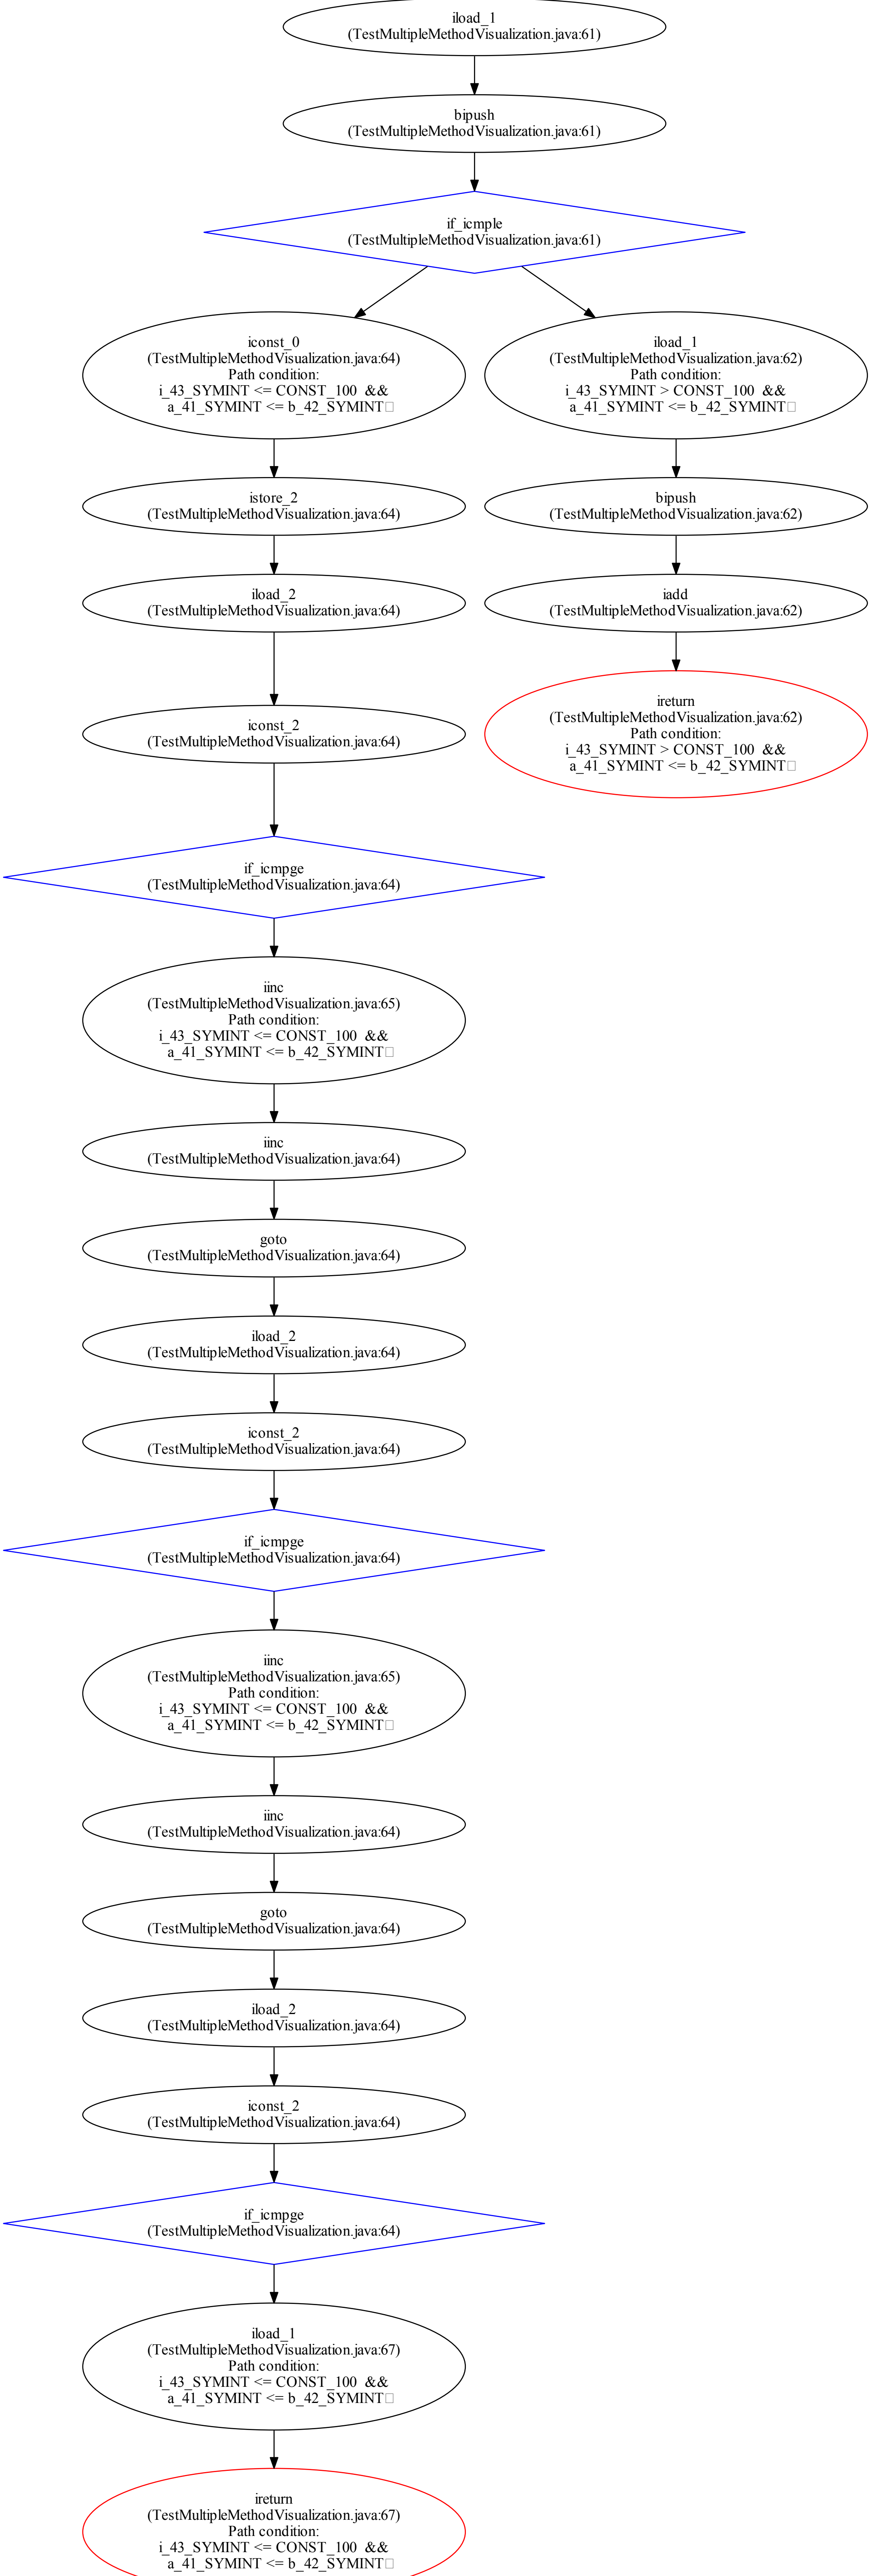 iload_1
(TestMultipleMethodVisualization.java:61)
bipush
(TestMultipleMethodVisualization.java:61)
if_icmple
(TestMultipleMethodVisualization.java:61)
iconst_0
(TestMultipleMethodVisualization.java:64)
Path condition:
i_43_SYMINT <= CONST_100 &&
a_41_SYMINT <= b_42_SYMINT□
iload_1
(TestMultipleMethodVisualization.java:62)
Path condition:
i_43_SYMINT > CONST_100 &&
a_41_SYMINT <= b_42_SYMINT□
istore_2
(TestMultipleMethodVisualization.java:64)
bipush
(TestMultipleMethodVisualization.java:62)
iload_2
(TestMultipleMethodVisualization.java:64)
iadd
(TestMultipleMethodVisualization.java:62)
iconst_2
(TestMultipleMethodVisualization.java:64)
ireturn
(TestMultipleMethodVisualization.java:62)
Path condition:
i_43_SYMINT > CONST_100 &&
a_41_SYMINT <= b_42_SYMINT□
if_icmpge
(TestMultipleMethodVisualization.java:64)
iinc
(TestMultipleMethodVisualization.java:65)
Path condition:
i_43_SYMINT <= CONST_100 &&
a_41_SYMINT <= b_42_SYMINT□
iinc
(TestMultipleMethodVisualization.java:64)
goto
(TestMultipleMethodVisualization.java:64)
iload_2
(TestMultipleMethodVisualization.java:64)
iconst_2
(TestMultipleMethodVisualization.java:64)
if_icmpge
(TestMultipleMethodVisualization.java:64)
iinc
(TestMultipleMethodVisualization.java:65)
Path condition:
i_43_SYMINT <= CONST_100 &&
a_41_SYMINT <= b_42_SYMINT□
iinc
(TestMultipleMethodVisualization.java:64)
goto
(TestMultipleMethodVisualization.java:64)
iload_2
(TestMultipleMethodVisualization.java:64)
iconst_2
(TestMultipleMethodVisualization.java:64)
if_icmpge
(TestMultipleMethodVisualization.java:64)
iload_1
(TestMultipleMethodVisualization.java:67)
Path condition:
i_43_SYMINT <= CONST_100 &&
a_41_SYMINT <= b_42_SYMINT□
ireturn
(TestMultipleMethodVisualization.java:67)
Path condition:
i_43_SYMINT <= CONST_100 &&
a_41_SYMINT <= b_42_SYMINT□